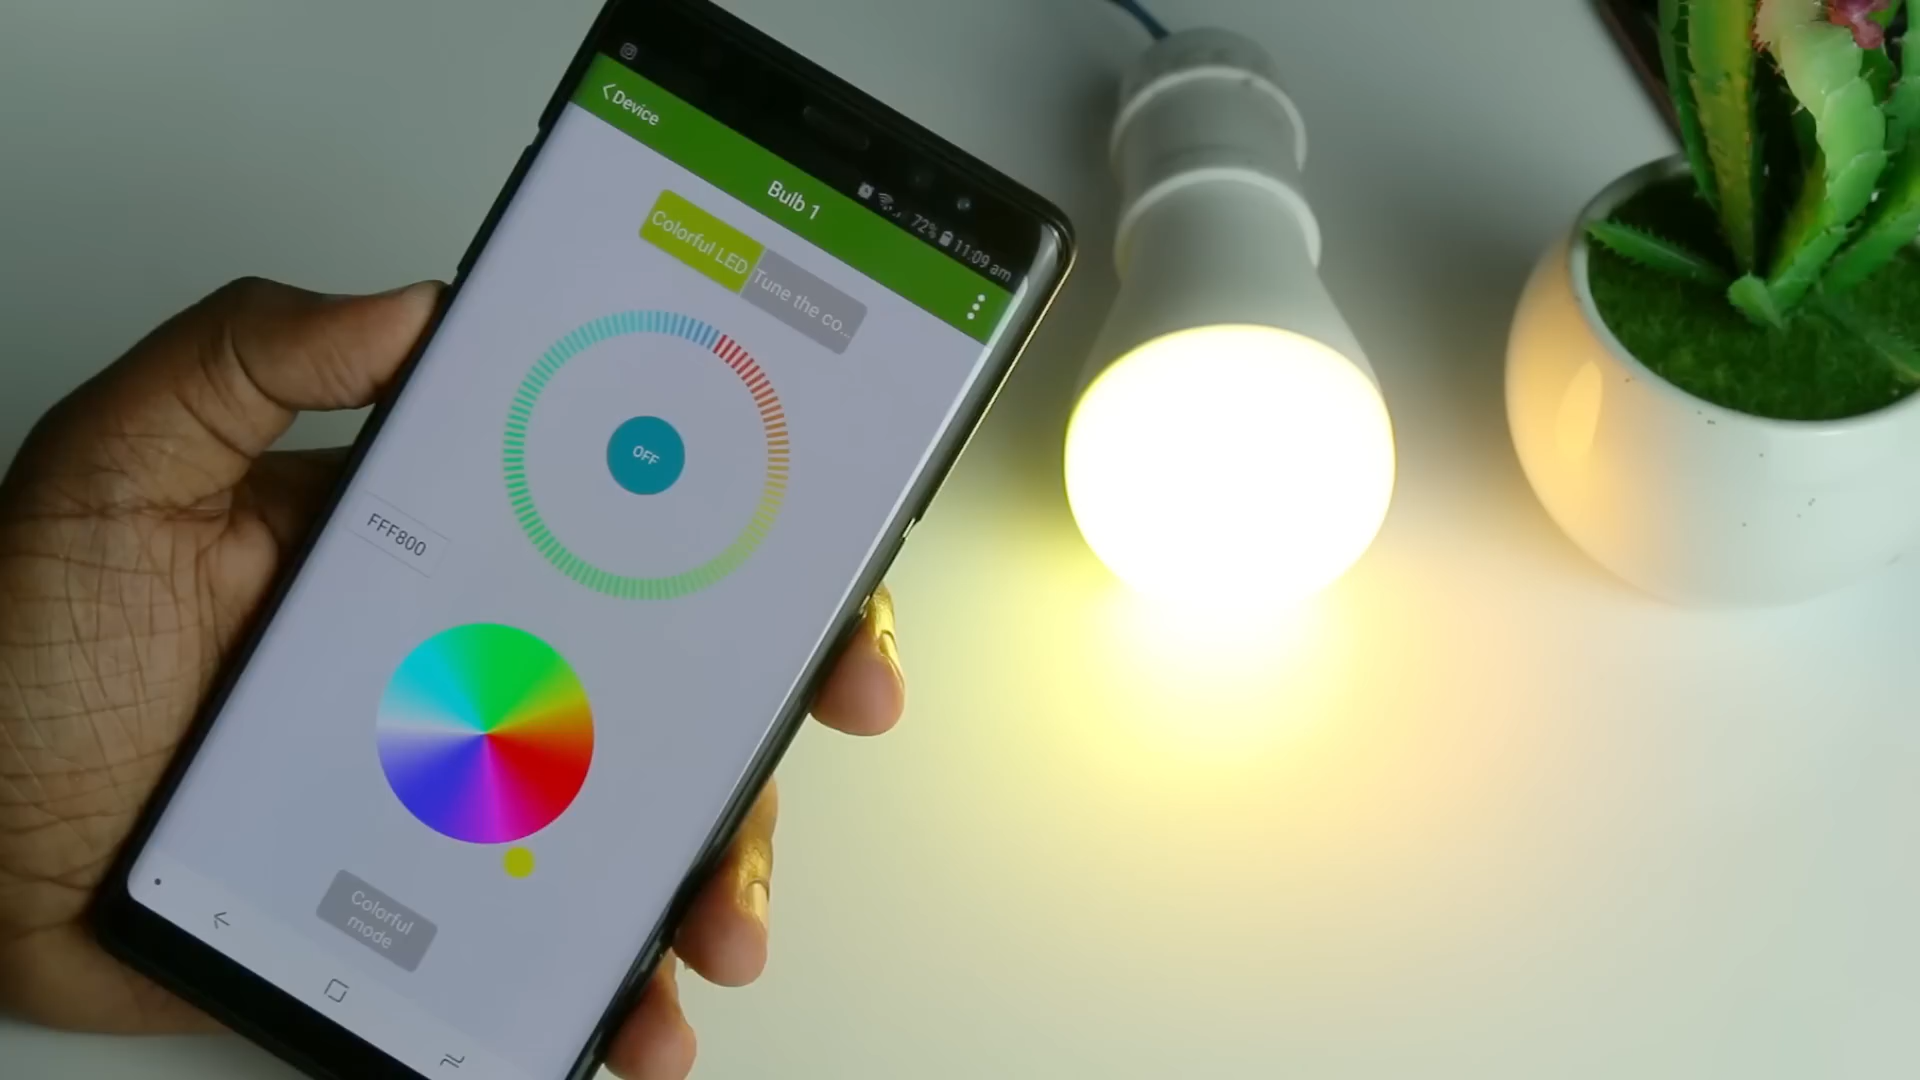 72% 11:09 am
< Device
Bulb 1
Colorful LED
Tune the co...
OFF
FFF800
Colorful
mode